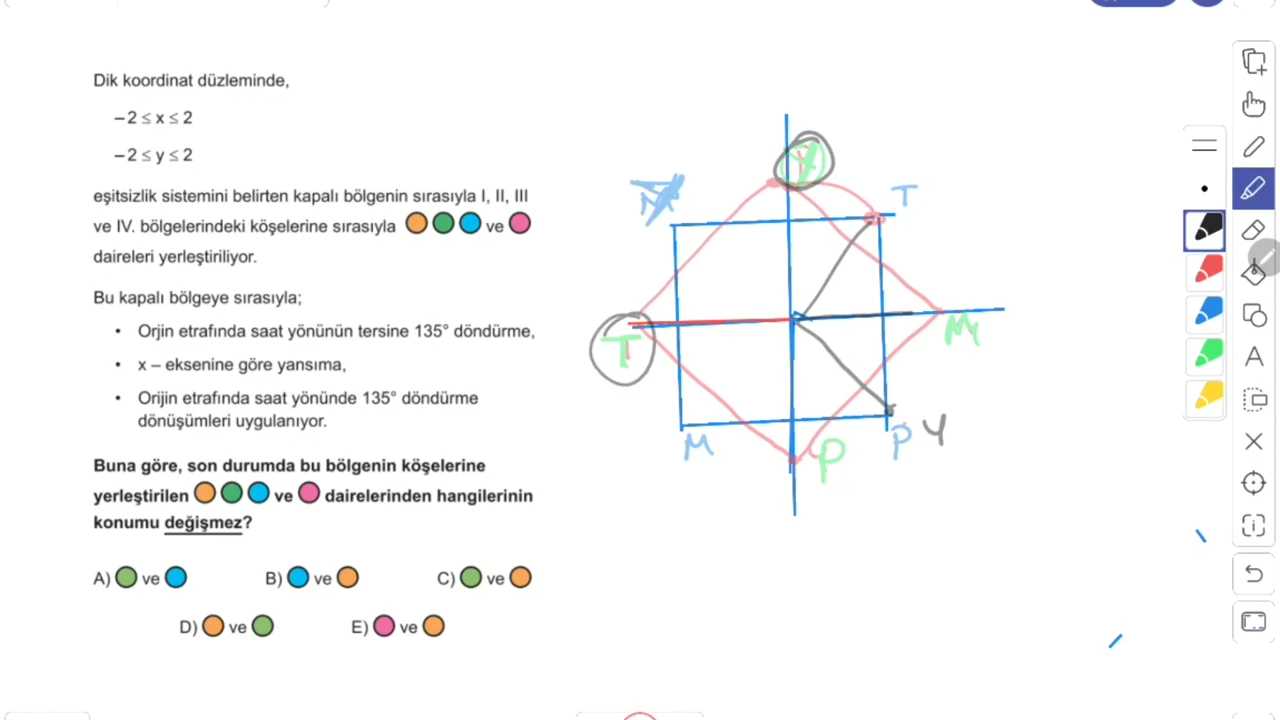 Dik koordinat düzleminde,
−2 ≤ x ≤ 2
−2 ≤ y ≤ 2
eşitsizlik sistemini belirten kapalı bölgenin sırasıyla I, II, III
ve IV. bölgelerindeki köşelerine sırasıyla ve
daireleri yerleştiriliyor.
Bu kapalı bölgeye sırasıyla;
• Orjin etrafında saat yönünün tersine 135° döndürme,
• x – eksenine göre yansıma,
• Orijin etrafında saat yönünde 135° döndürme
dönüşümleri uygulanıyor.
Buna göre, son durumda bu bölgenin köşelerine
yerleştirilen ve dairelerinden hangilerinin
konumu değişmez?
A) ve
B) ve
C) ve
D) ve
E) ve
T
T
M
P
M
P Y
A